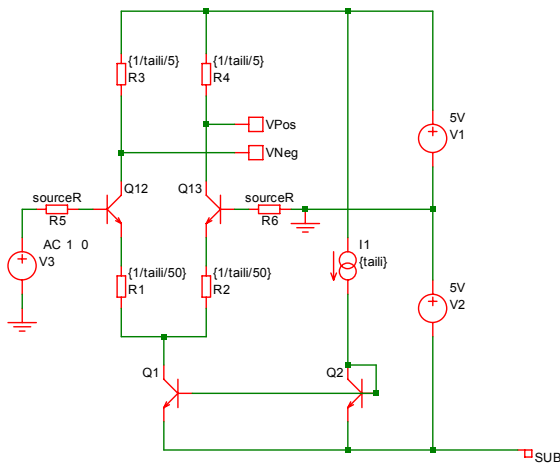 {1/taili/5}
R3
{1/taili/5}
R4
VPos
VNeg
5V
V1
Q12
Q13
sourceR
R5
sourceR
R6
AC 1 0
V3
I1
{taili}
{1/taili/50}
R1
{1/taili/50}
R2
5V
V2
Q1
Q2
SUB